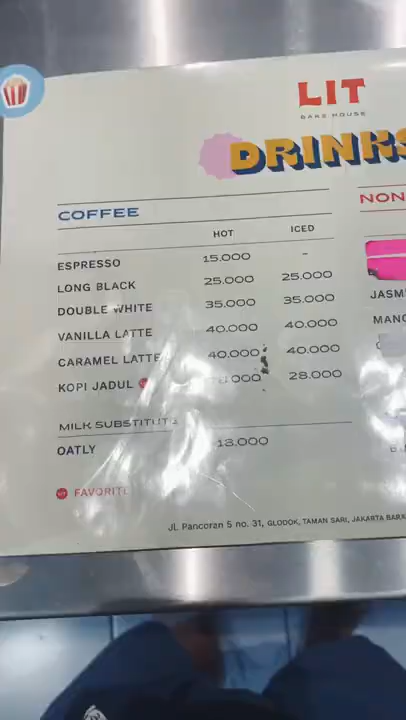 LIT
BAKE HOUSE
DRINKS
COFFEE
HOT ICED
ESPRESSO 15.000 -
LONG BLACK 25.000 25.000
DOUBLE WHITE 35.000 35.000
VANILLA LATTE 40.000 40.000
CARAMEL LATTE 40.000 40.000
KOPI JADUL 28.000
MILK SUBSTITUTE
OATLY 13.000
FAVORITE
NON
JASMI
MANG
JL. Pancoran 5 no. 31, GLODOK, TAMAN SARI, JAKARTA BARA